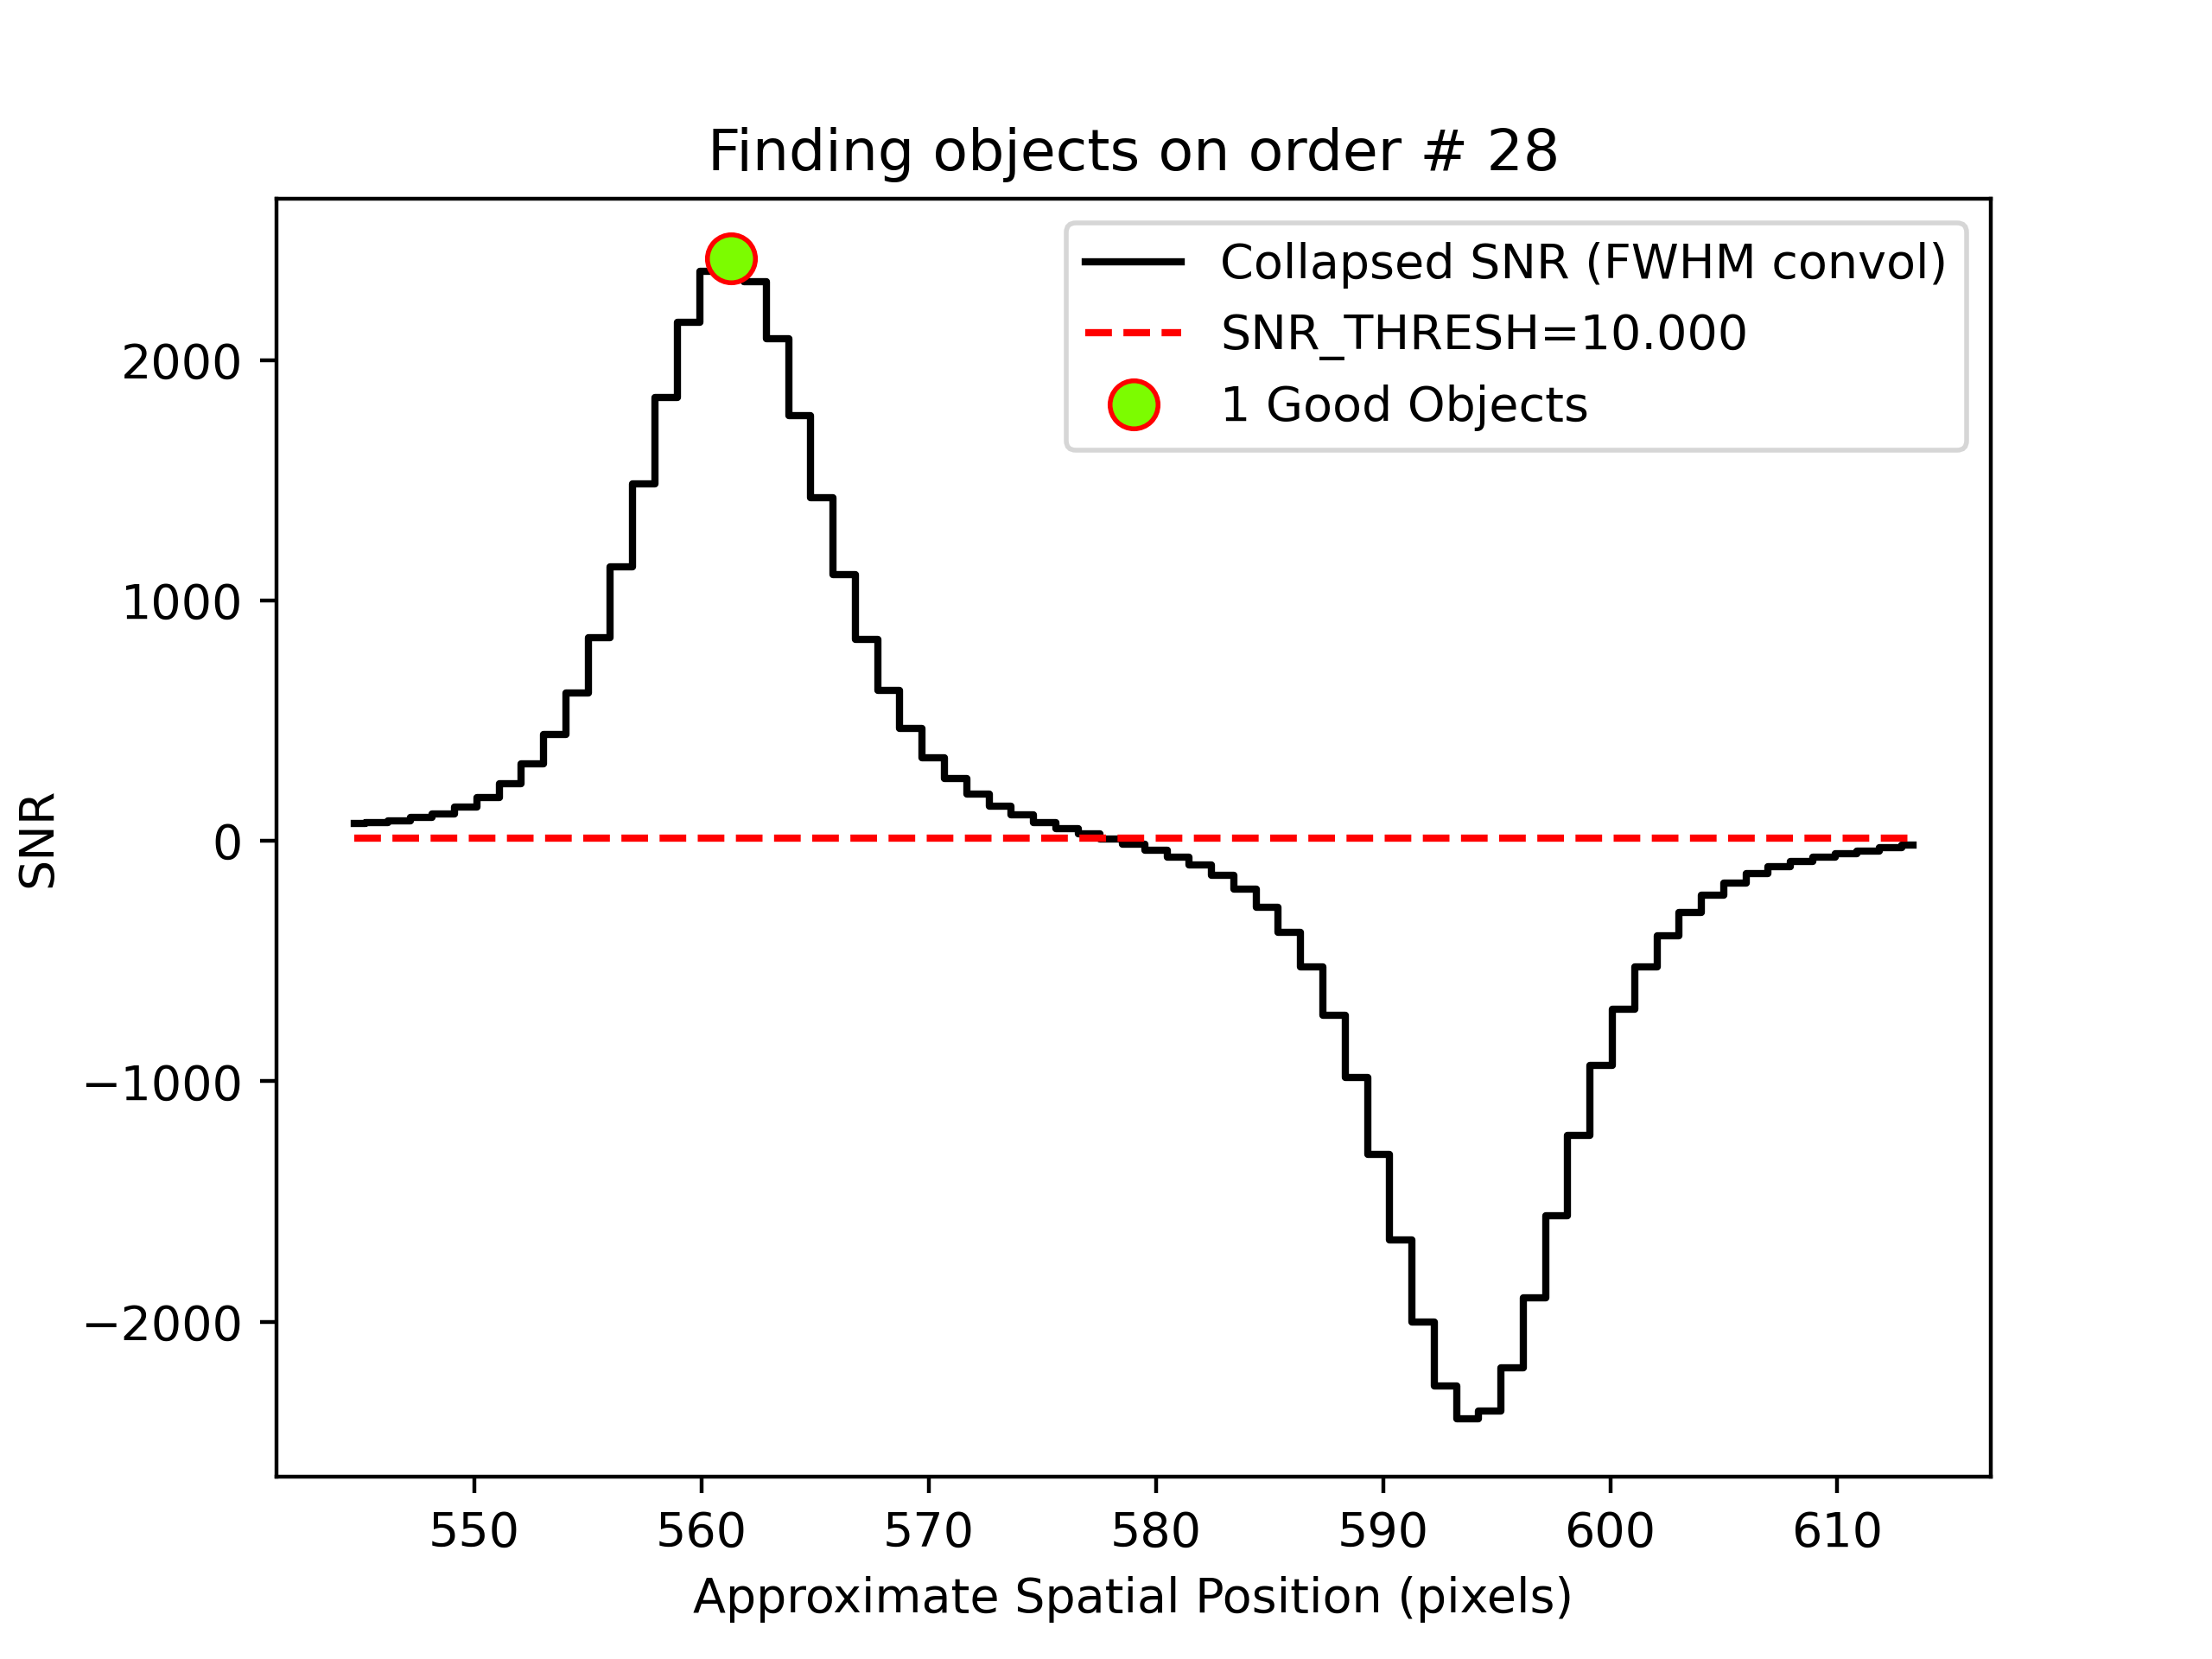 Finding objects on order # 28
Collapsed SNR (FWHM convol)
SNR_THRESH=10.000
1 Good Objects
SNR
2000
1000
0
−1000
−2000
550 560 570 580 590 600 610
Approximate Spatial Position (pixels)